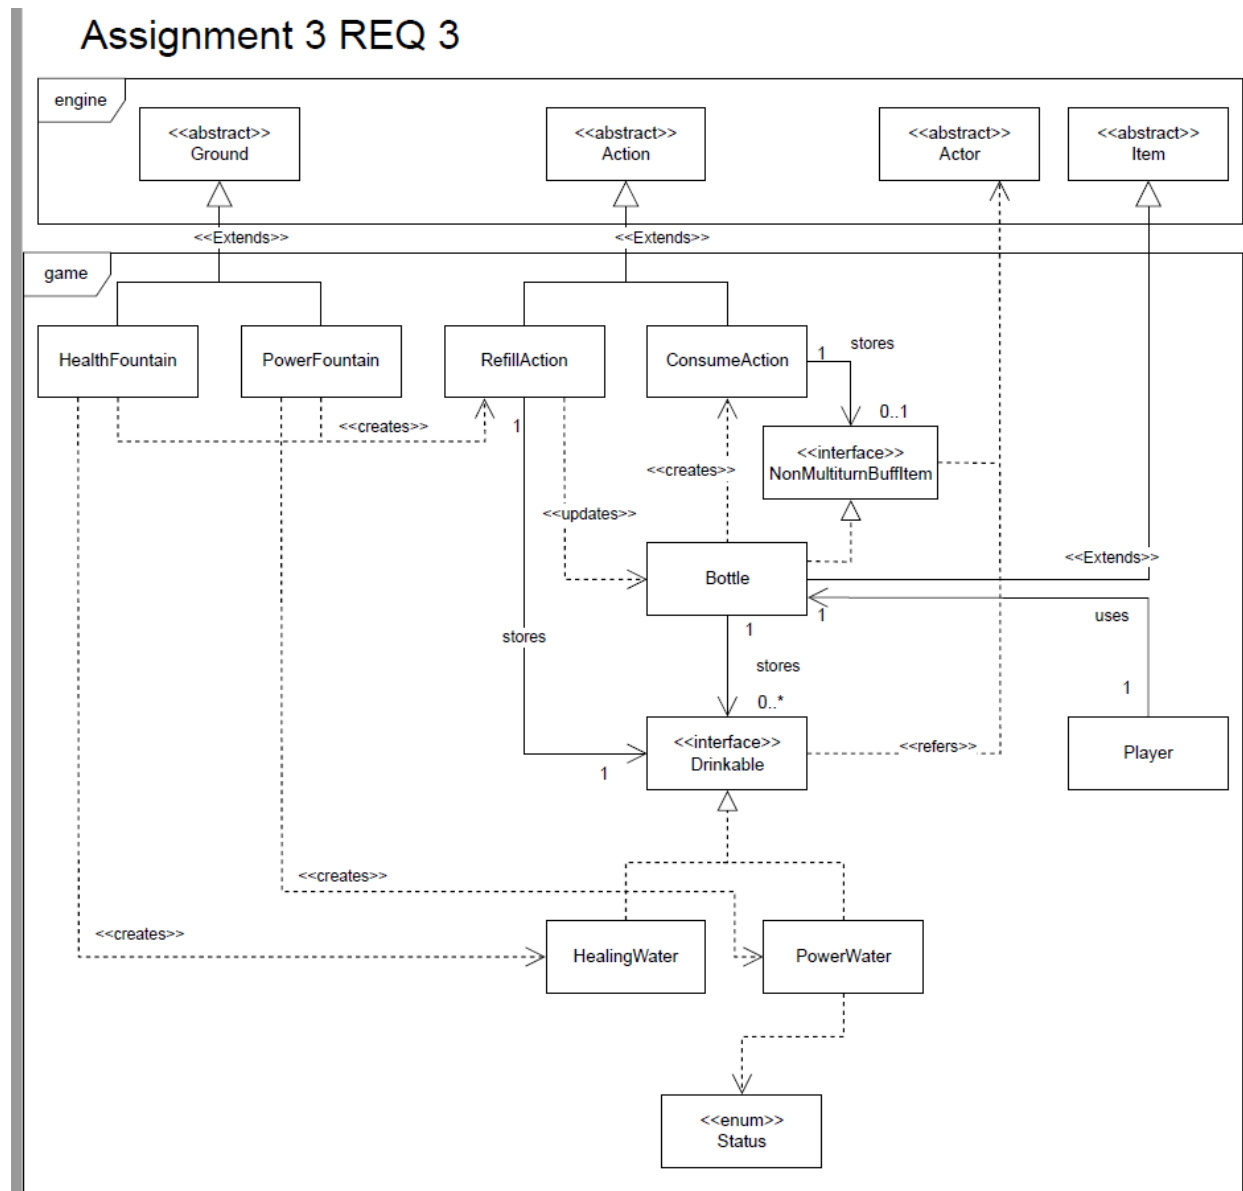 Assignment 3 REQ 3
engine
<<abstract>>
Ground
<<abstract>>
Action
<<abstract>>
Actor
<<abstract>>
Item
<<Extends>>
<<Extends>>
game
HealthFountain
PowerFountain
RefillAction
ConsumeAction
1
stores
0..1
<<creates>>
1
<<interface>>
NonMultiturnBuffItem
<<creates>>
<<updates>>
<<Extends>>
Bottle
1
1
uses
stores
stores
0..*
1
<<interface>>
Drinkable
1
<<refers>>
Player
<<creates>>
<<creates>>
HealingWater
PowerWater
<<enum>>
Status